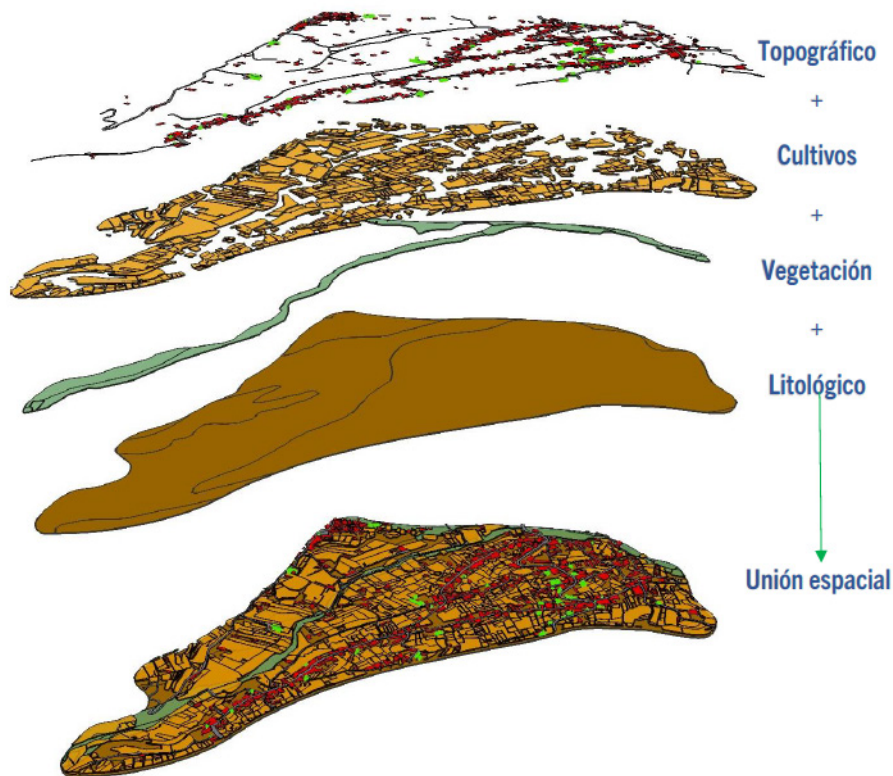 Topográfico
+
Cultivos
+
Vegetación
+
Litológico
Unión espacial